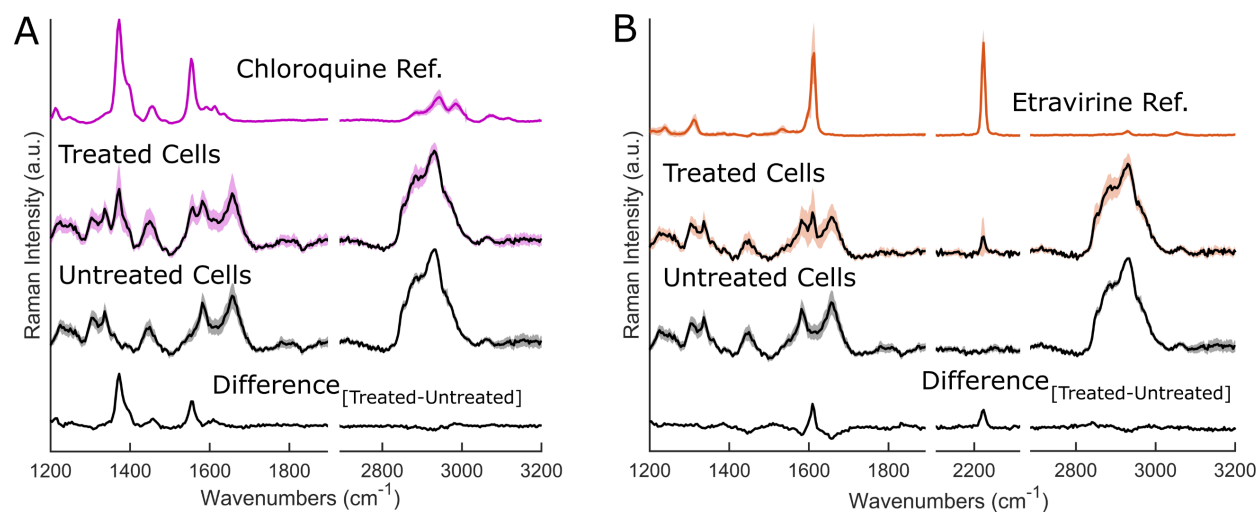 A
Chloroquine Ref.
Treated Cells
Untreated Cells
Difference[Treated-Untreated]
Raman Intensity (a.u.)
1200 1400 1600 1800 2800 3000 3200
Wavenumbers (cm-1)
B
Etravirine Ref.
Treated Cells
Untreated Cells
Difference[Treated-Untreated]
Raman Intensity (a.u.)
1200 1400 1600 1800 2200 2800 3000 3200
Wavenumbers (cm-1)